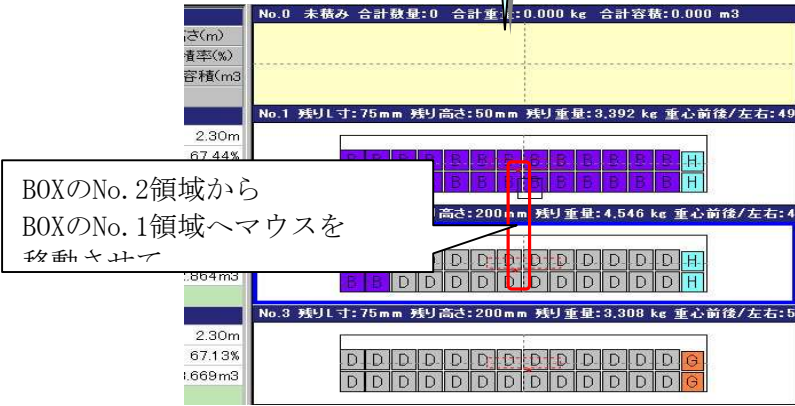 No.0 未積み 合計数量:0 合計重量:0.000 kg 合計容積:0.000 m3
さ(m)
積率(%)
容積(m3
No.1 残りL寸:75mm 残り高さ:50mm 残り重量:3,392 kg 重心前後/左右:49
2.30m
67.44%
B B B B B B B B B B B B H
B B B B B B B H
BOXのNo.2領域から
BOXのNo.1領域へマウスを
移動させて
高さ:200mm 残り重量:4,546 kg 重心前後/左右:4
D D D D D D D D D D H
.864m3
B B D D D D D D D D D D D H
No.3 残りL寸:75mm 残り高さ:200mm 残り重量:3,308 kg 重心前後/左右:5
2.30m
67.13%
.669m3
D D D D D D D D D D D D D G
D D D D D D D D D D D D D G